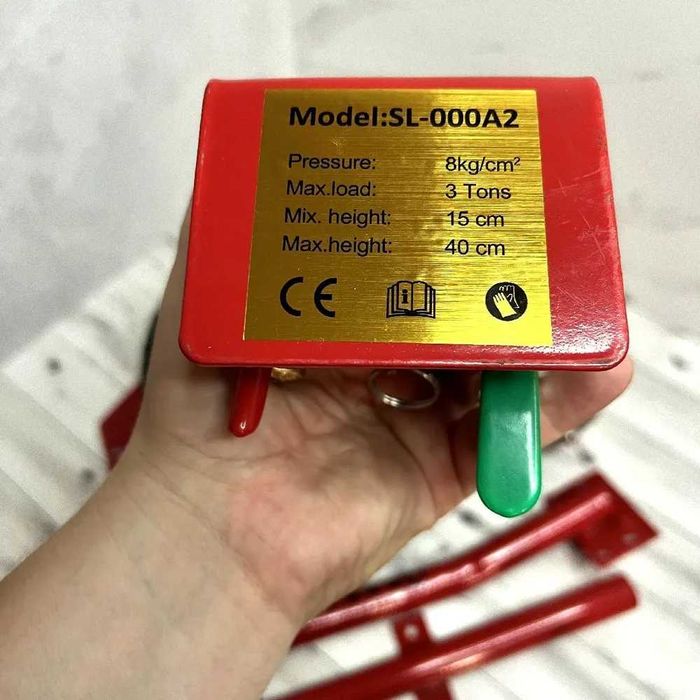 Model:SL-000A2
Pressure: 8kg/cm²
Max.load: 3 Tons
Mix. height: 15 cm
Max.height: 40 cm
CE